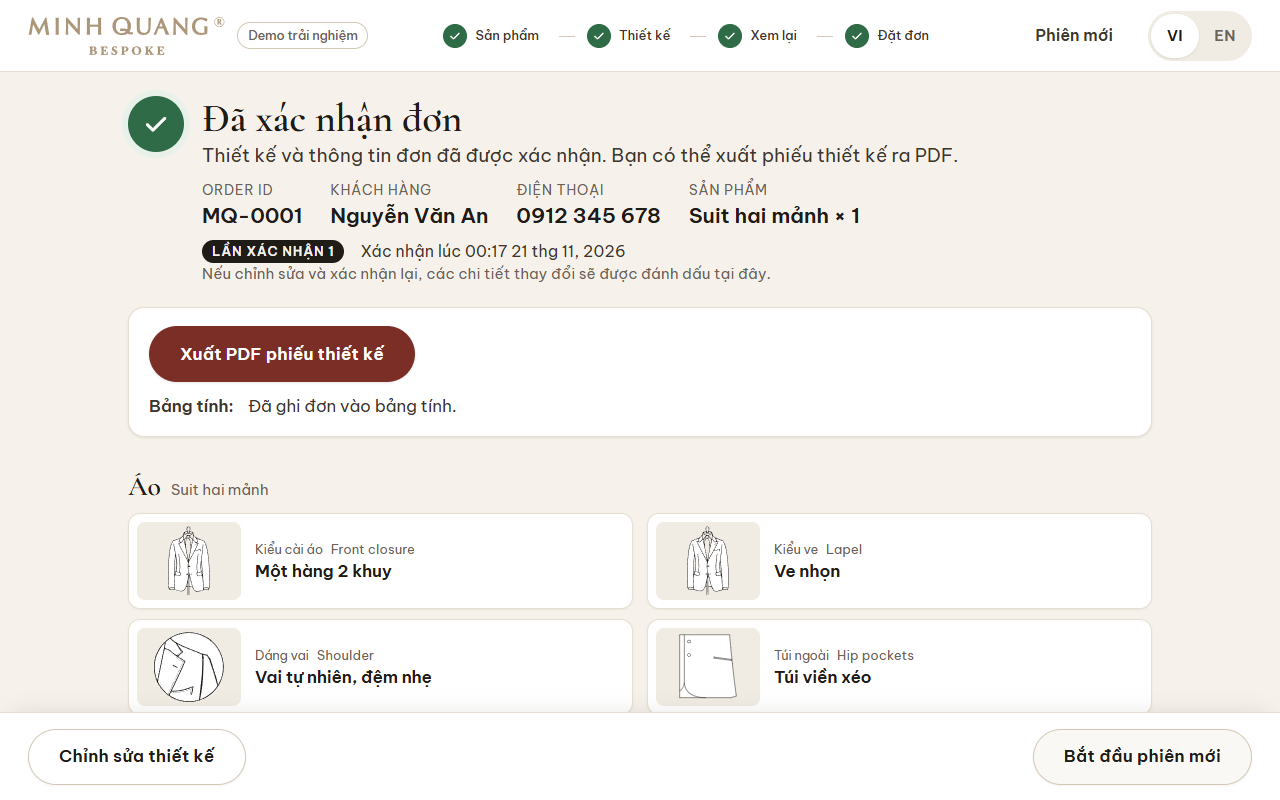 MINH QUANG®
BESPOKE
Demo trải nghiệm
Sản phẩm
Thiết kế
Xem lại
Đặt đơn
Phiên mới
VI
EN
Đã xác nhận đơn
Thiết kế và thông tin đơn đã được xác nhận. Bạn có thể xuất phiếu thiết kế ra PDF.
ORDER ID
KHÁCH HÀNG
ĐIỆN THOẠI
SẢN PHẨM
MQ-0001
Nguyễn Văn An
0912 345 678
Suit hai mảnh × 1
LẦN XÁC NHẬN 1
Xác nhận lúc 00:17 21 thg 11, 2026
Nếu chỉnh sửa và xác nhận lại, các chi tiết thay đổi sẽ được đánh dấu tại đây.
Xuất PDF phiếu thiết kế
Bảng tính: Đã ghi đơn vào bảng tính.
Áo Suit hai mảnh
Kiểu cài áo Front closure
Một hàng 2 khuy
Kiểu ve Lapel
Ve nhọn
Dáng vai Shoulder
Vai tự nhiên, đệm nhẹ
Túi ngoài Hip pockets
Túi viền xéo
Chỉnh sửa thiết kế
Bắt đầu phiên mới